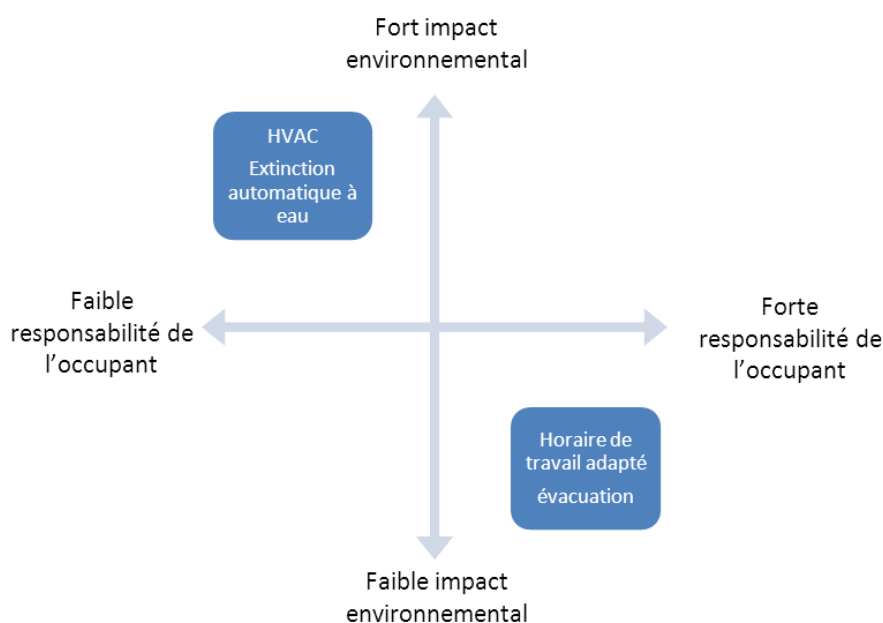 Fort impact
environnemental
HVAC
Extinction
automatique à
eau
Faible
responsabilité de
l'occupant
Forte
responsabilité de
l'occupant
Horaire de
travail adapté
évacuation
Faible impact
environnemental